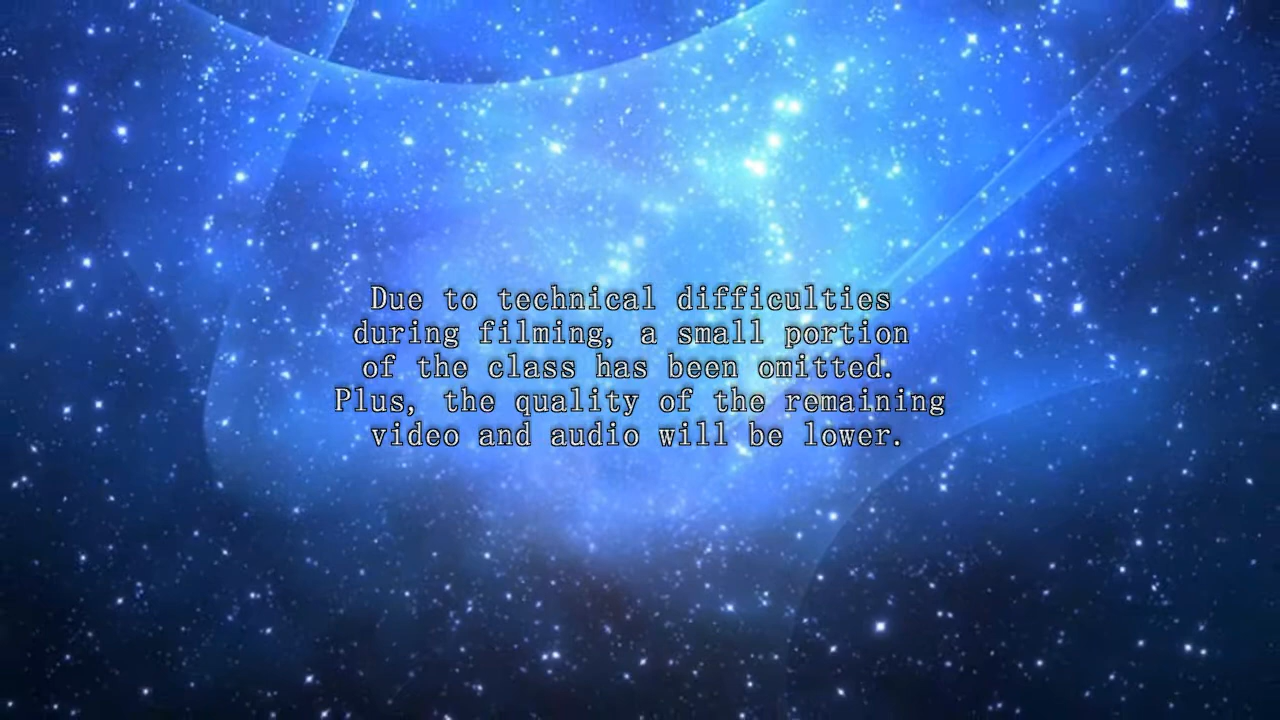 Due to technical difficulties
during filming, a small portion
of the class has been omitted.
Plus, the quality of the remaining
video and audio will be lower.